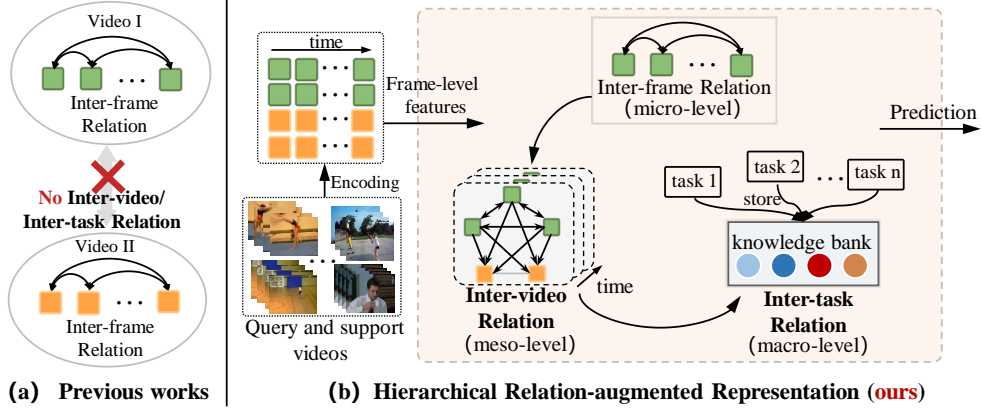 Video I
Inter-frame
Relation
No Inter-video/
Inter-task Relation
Video II
Inter-frame
Relation
(a) Previous works
time
Encoding
Query and support
videos
Frame-level
features
Inter-frame Relation
(micro-level)
time
Inter-video
Relation
(meso-level)
task 1
task 2
task n
store
knowledge bank
Inter-task
Relation
(macro-level)
Prediction
(b) Hierarchical Relation-augmented Representation (ours)